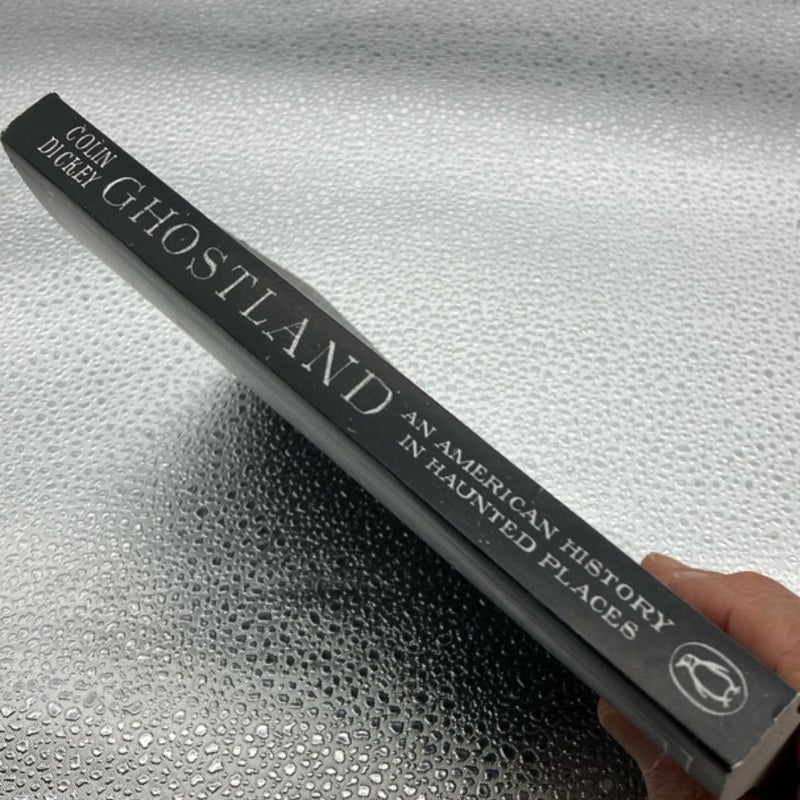 COLIN
DICKEY
GHOSTLAND
AN AMERICAN HISTORY
IN HAUNTED PLACES